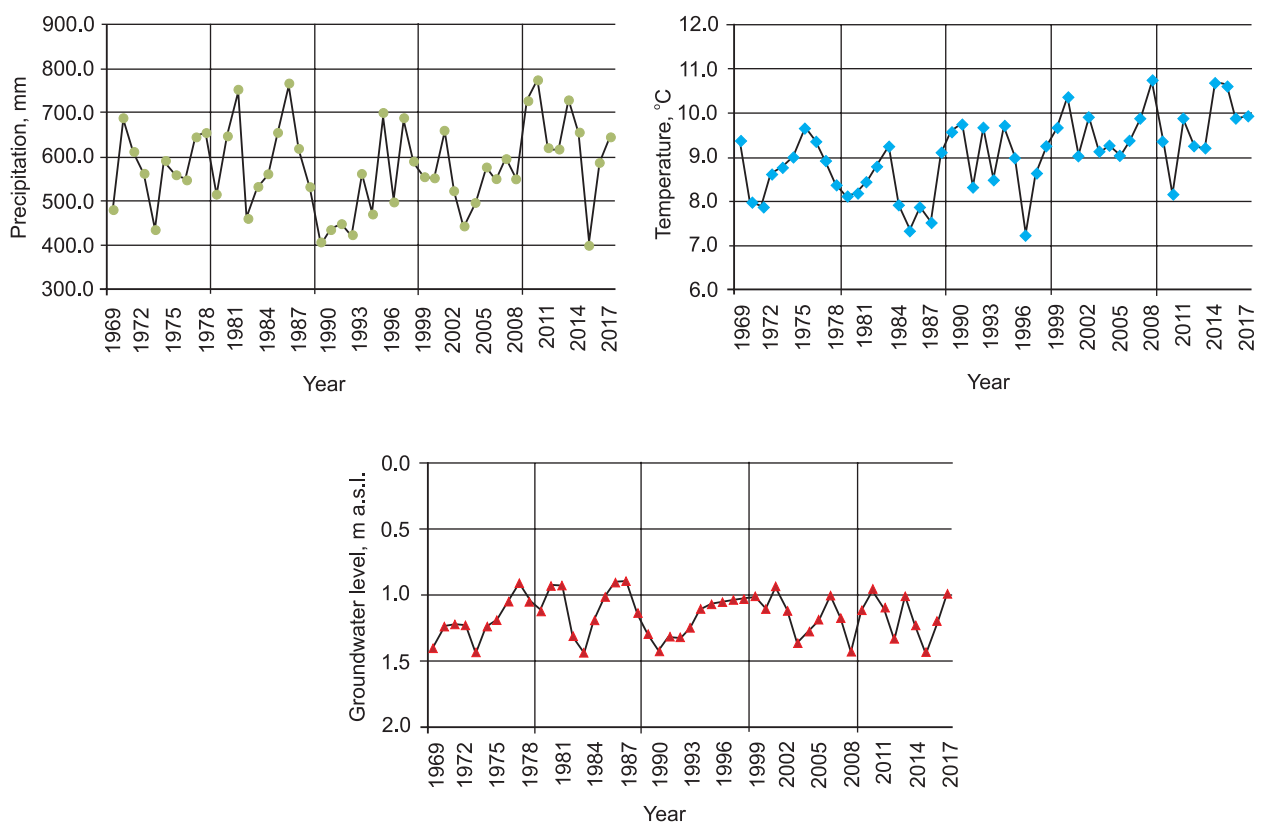 Precipitation, mm
900.0
800.0
700.0
600.0
500.0
400.0
300.0
1969 1972 1975 1978 1981 1984 1987 1990 1993 1996 1999 2002 2005 2008 2011 2014 2017
Year
Temperature, °C
12.0
11.0
10.0
9.0
8.0
7.0
6.0
1969 1972 1975 1978 1981 1984 1987 1990 1993 1996 1999 2002 2005 2008 2011 2014 2017
Year
Groundwater level, m a.s.l.
0.0
0.5
1.0
1.5
2.0
1969 1972 1975 1978 1981 1984 1987 1990 1993 1996 1999 2002 2005 2008 2011 2014 2017
Year